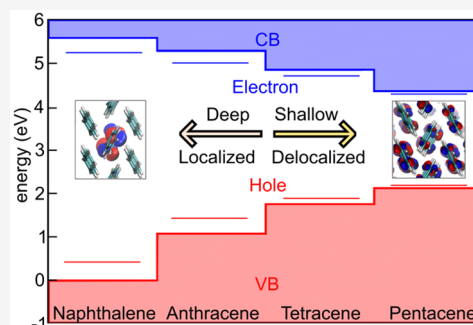 6
CB
5
Electron
energy (eV)
4
Deep
Shallow
3
Localized
Delocalized
Hole
2
1
0
VB
Naphthalene
Anthracene
Tetracene
Pentacene
-1